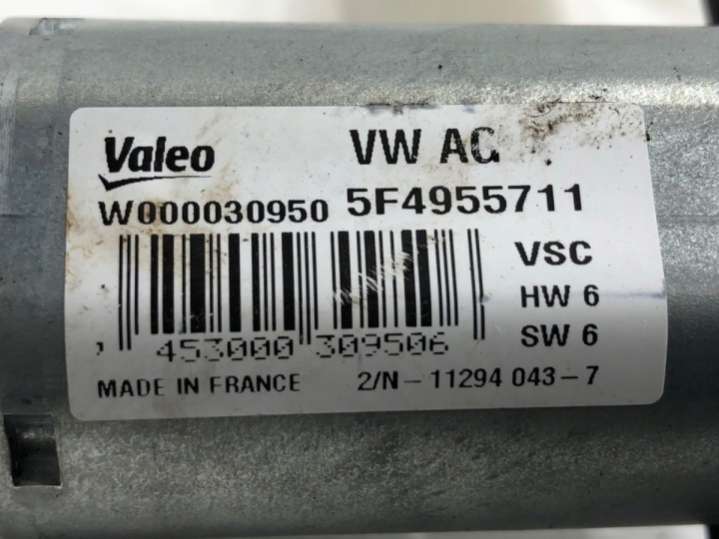 Valeo VW AG
W000030950 5F4955711
VSC
HW 6
SW 6
453000 309506
MADE IN FRANCE 2/N-11294 043-7